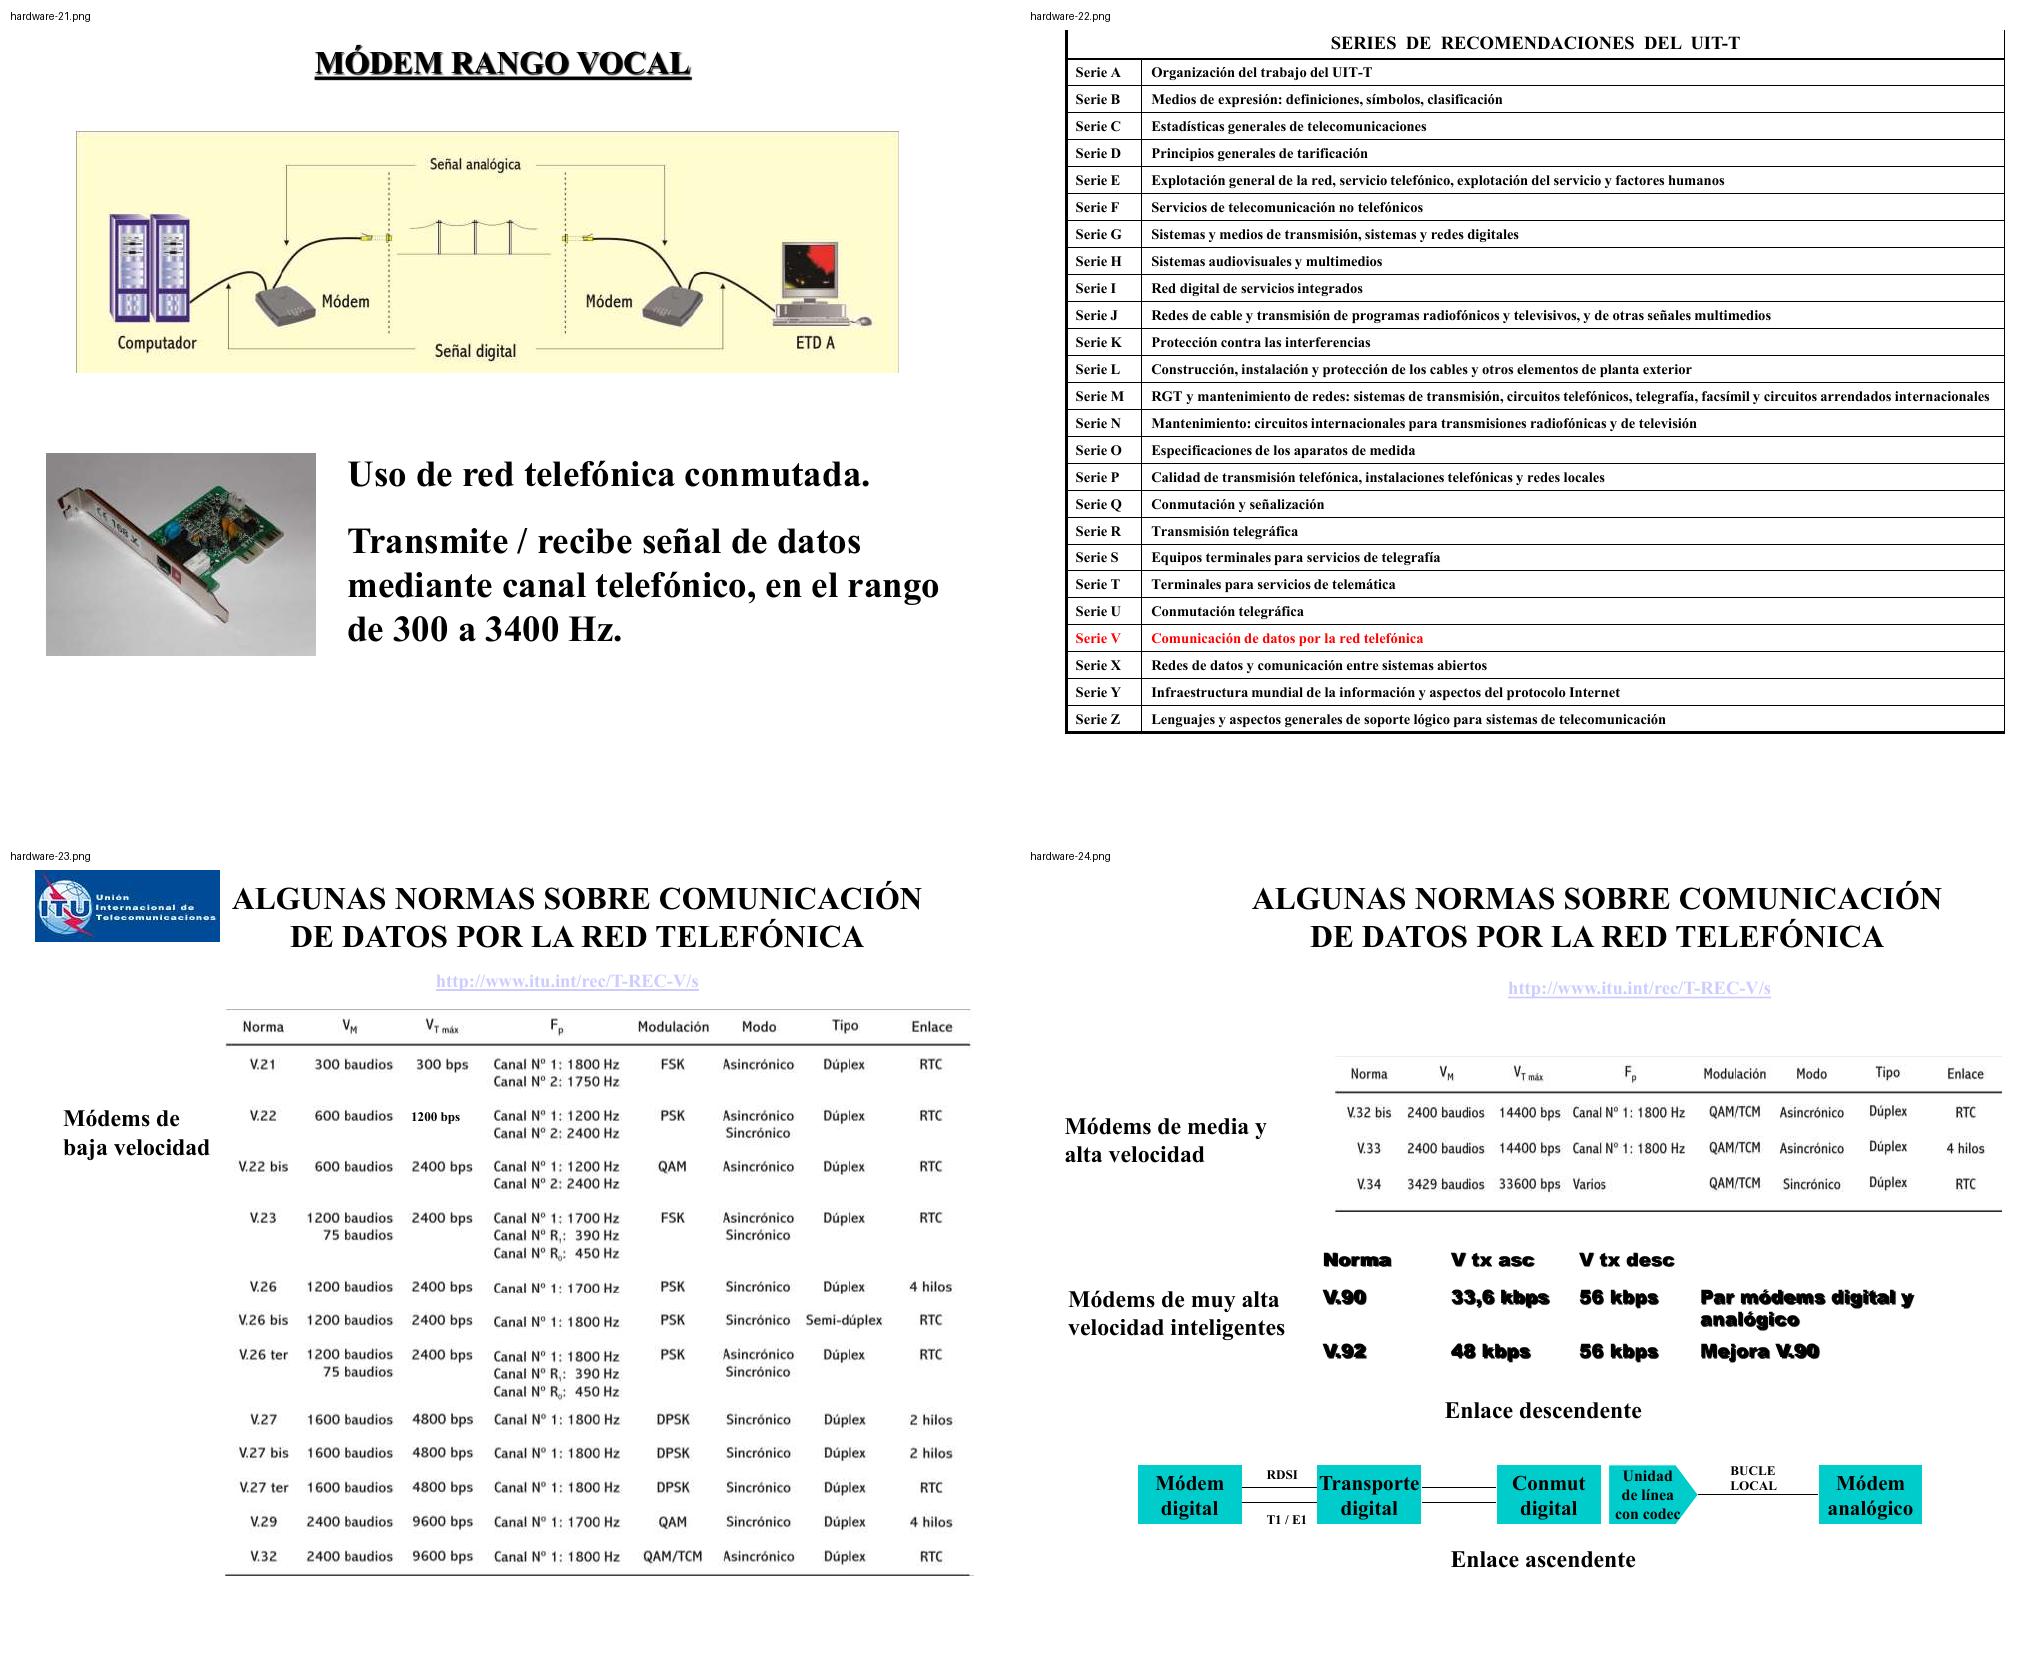 hardware-21.png
MÓDEM RANGO VOCAL
Señal analógica
Módem
Módem
Computador
Señal digital
ETD A
Uso de red telefónica conmutada.
Transmite / recibe señal de datos
mediante canal telefónico, en el rango
de 300 a 3400 Hz.
hardware-22.png
SERIES DE RECOMENDACIONES DEL UIT-T
Serie A Organización del trabajo del UIT-T
Serie B Medios de expresión: definiciones, símbolos, clasificación
Serie C Estadísticas generales de telecomunicaciones
Serie D Principios generales de tarificación
Serie E Explotación general de la red, servicio telefónico, explotación del servicio y factores humanos
Serie F Servicios de telecomunicación no telefónicos
Serie G Sistemas y medios de transmisión, sistemas y redes digitales
Serie H Sistemas audiovisuales y multimedios
Serie I Red digital de servicios integrados
Serie J Redes de cable y transmisión de programas radiofónicos y televisivos, y de otras señales multimedios
Serie K Protección contra las interferencias
Serie L Construcción, instalación y protección de los cables y otros elementos de planta exterior
Serie M RGT y mantenimiento de redes: sistemas de transmisión, circuitos telefónicos, telegrafía, facsímil y circuitos arrendados internacionales
Serie N Mantenimiento: circuitos internacionales para transmisiones radiofónicas y de televisión
Serie O Especificaciones de los aparatos de medida
Serie P Calidad de transmisión telefónica, instalaciones telefónicas y redes locales
Serie Q Conmutación y señalización
Serie R Transmisión telegráfica
Serie S Equipos terminales para servicios de telegrafía
Serie T Terminales para servicios de telemática
Serie U Conmutación telegráfica
Serie V Comunicación de datos por la red telefónica
Serie X Redes de datos y comunicación entre sistemas abiertos
Serie Y Infraestructura mundial de la información y aspectos del protocolo Internet
Serie Z Lenguajes y aspectos generales de soporte lógico para sistemas de telecomunicación
hardware-23.png
ITU
Unión
Internacional de
Telecomunicaciones
ALGUNAS NORMAS SOBRE COMUNICACIÓN
DE DATOS POR LA RED TELEFÓNICA
http://www.itu.int/rec/T-REC-V/s
Módems de
baja velocidad
Norma VM VT máx Fp Modulación Modo Tipo Enlace
V.21 300 baudios 300 bps Canal Nº 1: 1800 Hz FSK Asincrónico Dúplex RTC
Canal Nº 2: 1750 Hz
V.22 600 baudios 1200 bps Canal Nº 1: 1200 Hz PSK Asincrónico Dúplex RTC
Canal Nº 2: 2400 Hz Sincrónico
V.22 bis 600 baudios 2400 bps Canal Nº 1: 1200 Hz QAM Asincrónico Dúplex RTC
Canal Nº 2: 2400 Hz
V.23 1200 baudios 2400 bps Canal Nº 1: 1700 Hz FSK Asincrónico Dúplex RTC
75 baudios Canal Nº R1: 390 Hz Sincrónico
Canal Nº R0: 450 Hz
V.26 1200 baudios 2400 bps Canal Nº 1: 1700 Hz PSK Sincrónico Dúplex 4 hilos
V.26 bis 1200 baudios 2400 bps Canal Nº 1: 1800 Hz PSK Sincrónico Semi-dúplex RTC
V.26 ter 1200 baudios 2400 bps Canal Nº 1: 1800 Hz PSK Asincrónico Dúplex RTC
75 baudios Canal Nº R1: 390 Hz Sincrónico
Canal Nº R0: 450 Hz
V.27 1600 baudios 4800 bps Canal Nº 1: 1800 Hz DPSK Sincrónico Dúplex 2 hilos
V.27 bis 1600 baudios 4800 bps Canal Nº 1: 1800 Hz DPSK Sincrónico Dúplex 2 hilos
V.27 ter 1600 baudios 4800 bps Canal Nº 1: 1800 Hz DPSK Sincrónico Dúplex RTC
V.29 2400 baudios 9600 bps Canal Nº 1: 1700 Hz QAM Sincrónico Dúplex 4 hilos
V.32 2400 baudios 9600 bps Canal Nº 1: 1800 Hz QAM/TCM Asincrónico Dúplex RTC
hardware-24.png
ALGUNAS NORMAS SOBRE COMUNICACIÓN
DE DATOS POR LA RED TELEFÓNICA
http://www.itu.int/rec/T-REC-V/s
Módems de media y
alta velocidad
Norma VM VT máx Fp Modulación Modo Tipo Enlace
V.32 bis 2400 baudios 14400 bps Canal Nº 1: 1800 Hz QAM/TCM Asincrónico Dúplex RTC
V.33 2400 baudios 14400 bps Canal Nº 1: 1800 Hz QAM/TCM Asincrónico Dúplex 4 hilos
V.34 3429 baudios 33600 bps Varios QAM/TCM Sincrónico Dúplex RTC
Módems de muy alta
velocidad inteligentes
Norma V tx asc V tx desc
V.90 33,6 kbps 56 kbps Par módems digital y
analógico
V.92 48 kbps 56 kbps Mejora V.90
Enlace descendente
Módem
digital
RDSI
T1 / E1
Transporte
digital
Conmut
digital
Unidad
de línea
con codec
BUCLE
LOCAL
Módem
analógico
Enlace ascendente